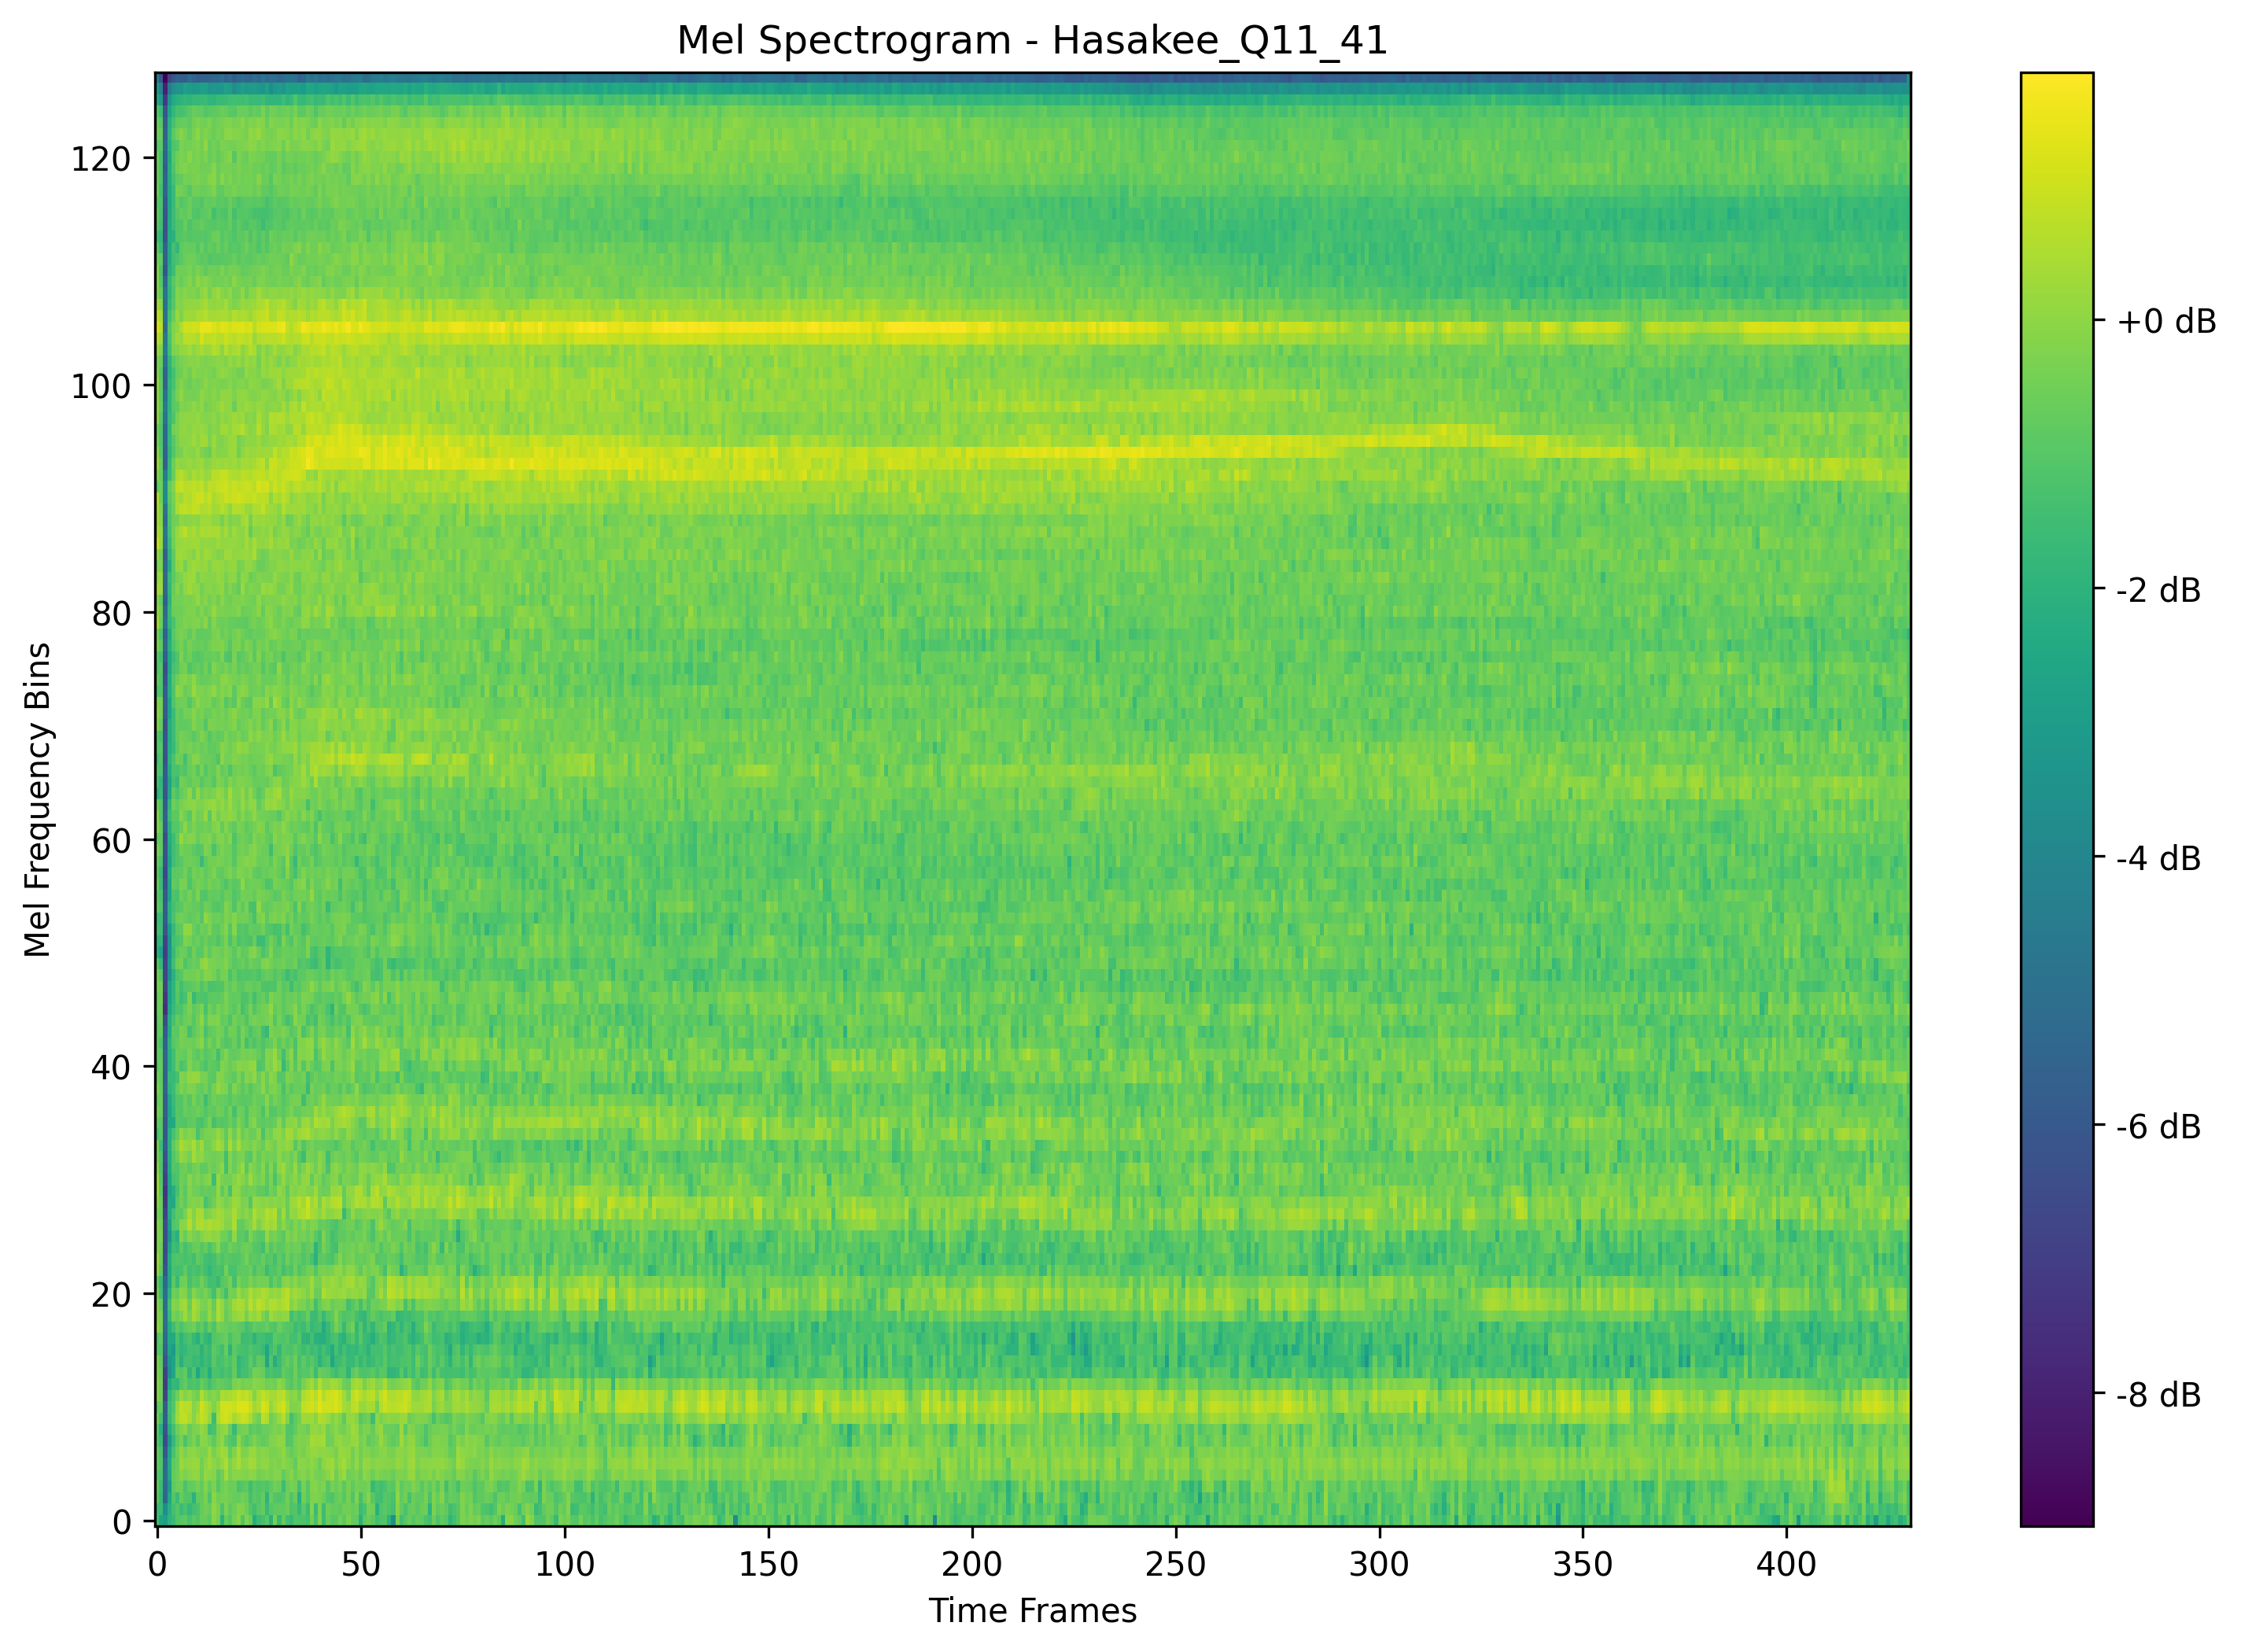 Mel Spectrogram - Hasakee_Q11_41
120
100
80
60
40
20
0
Mel Frequency Bins
0 50 100 150 200 250 300 350 400
Time Frames
+0 dB
-2 dB
-4 dB
-6 dB
-8 dB